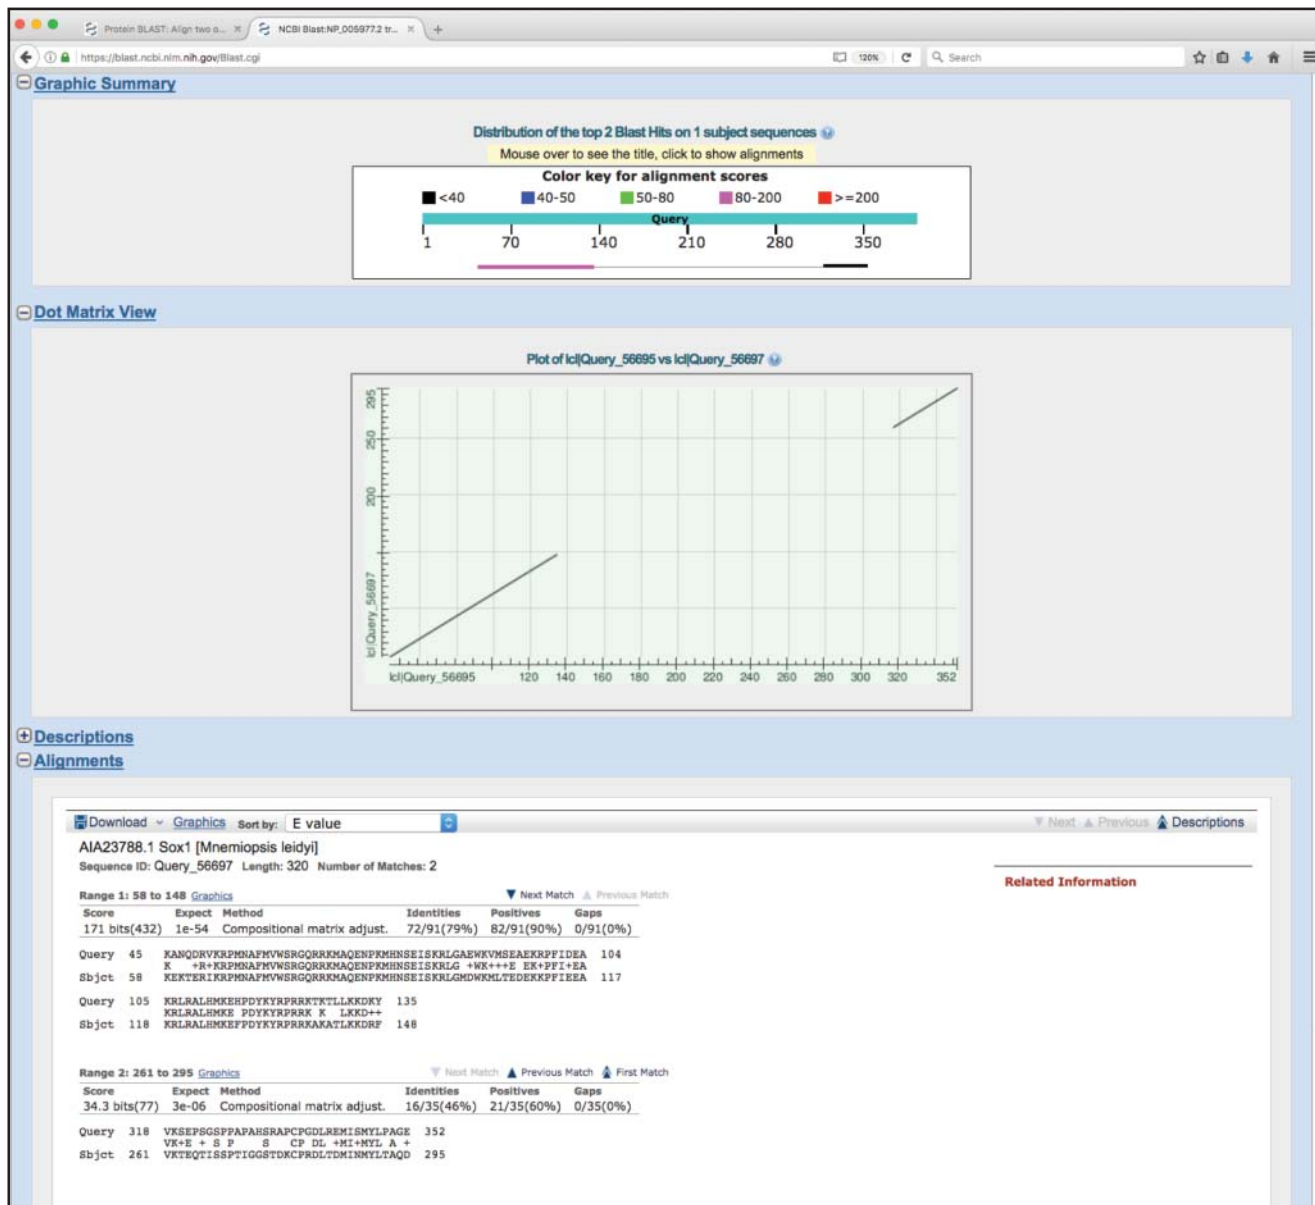 Protein BLAST: Align two o... × NCBI Blast:NP_005977.2 tr... × +
https://blast.ncbi.nlm.nih.gov/Blast.cgi 120% Search
Graphic Summary
Distribution of the top 2 Blast Hits on 1 subject sequences
Mouse over to see the title, click to show alignments
Color key for alignment scores
<40 40-50 50-80 80-200 >=200
Query
1 70 140 210 280 350
Dot Matrix View
Plot of lcl|Query_56695 vs lcl|Query_56697
295
250
200
lcl|Query_56697
lcl|Query_56695 120 140 160 180 200 220 240 260 280 300 320 352
Descriptions
Alignments
Download Graphics Sort by: E value Next Previous Descriptions
AIA23788.1 Sox1 [Mnemiopsis leidyi]
Sequence ID: Query_56697 Length: 320 Number of Matches: 2
Related Information
Range 1: 58 to 148 Graphics Next Match Previous Match
Score Expect Method Identities Positives Gaps
171 bits(432) 1e-54 Compositional matrix adjust. 72/91(79%) 82/91(90%) 0/91(0%)
Query 45 KANQDRVKRPMNAFMVWSRGQRRKMAQENPKMHNSEISKRLGAEWKVMSEAEKRPFIDEA 104
K +R+KRPMNAFMVWSRGQRRKMAQENPKMHNSEISKRLG +WK+++E EK+PFI+EA
Sbjct 58 KEKTERIKRPMNAFMVWSRGQRRKMAQENPKMHNSEISKRLGMDWKMLTEDEKKPFIEEA 117
Query 105 KRLRALHMKEHPDYKYRPRRKTKTLLKKDKY 135
KRLRALHMKE PDYKYRPRRK K LKKD++
Sbjct 118 KRLRALHMKEFPDYKYRPRRKAKATLKKDRF 148
Range 2: 261 to 295 Graphics Next Match Previous Match First Match
Score Expect Method Identities Positives Gaps
34.3 bits(77) 3e-06 Compositional matrix adjust. 16/35(46%) 21/35(60%) 0/35(0%)
Query 318 VKSEPSGSPPAPAHSRAPCPGDLREMISMYLPAGE 352
VK+E + S P S CP DL +MI+MYL A +
Sbjct 261 VKTEQTISSPTIGGSTDKCPRDLTDMINMYLTAQD 295